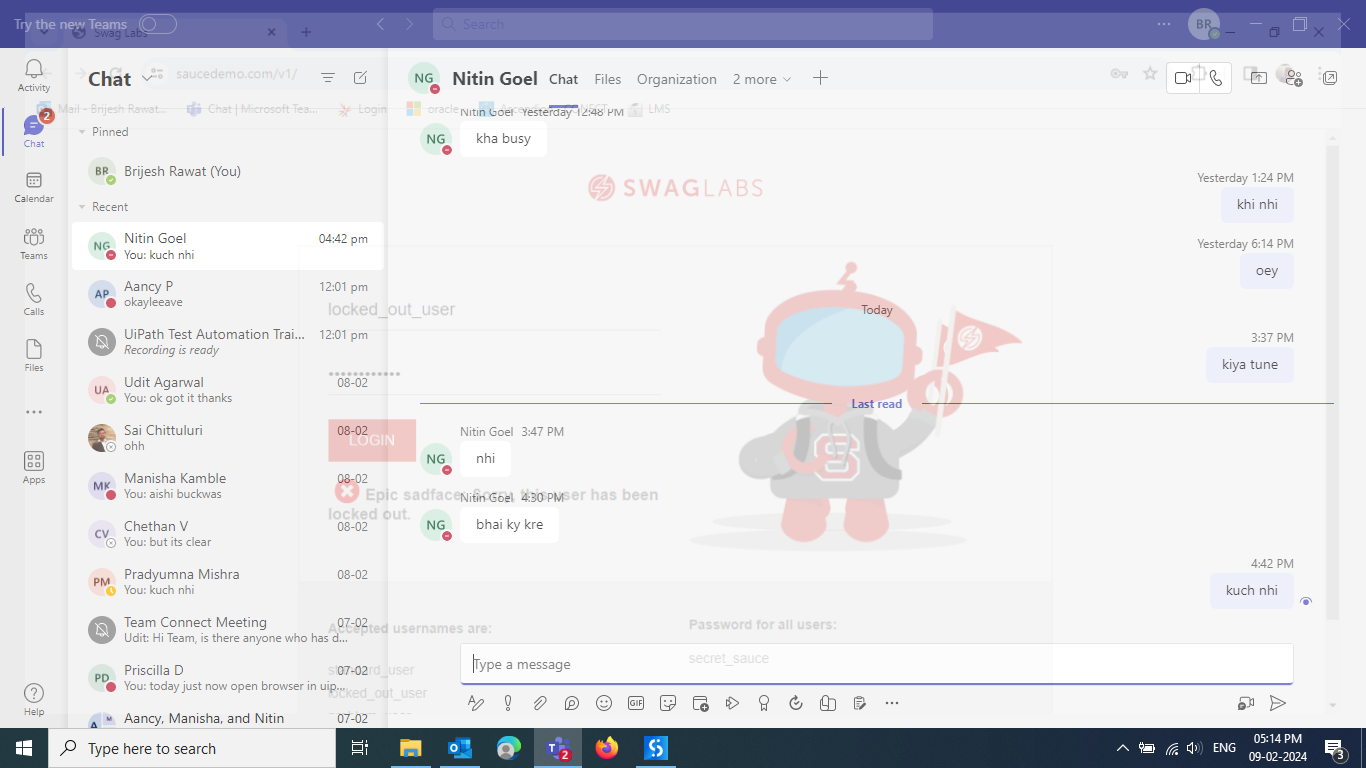 Try the new Teams
Swag Labs
Search
BR
saucedemo.com/v1/
Activity
Chat
NG
Nitin Goel
Chat
Files
Organization
2 more
Mail - Brijesh Rawat...
Chat | Microsoft Tea...
Login
oracle
LMS
2
Chat
Calendar
Teams
Calls
Files
Apps
Help
Pinned
BR
Brijesh Rawat (You)
Recent
NG
Nitin Goel
04:42 pm
You: kuch nhi
AP
Aancy P
12:01 pm
okayleeave
UiPath Test Automation Trai...
12:01 pm
Recording is ready
UA
Udit Agarwal
08-02
You: ok got it thanks
Sai Chittuluri
08-02
ohh
MK
Manisha Kamble
08-02
You: aishi buckwas
CV
Chethan V
08-02
You: but its clear
PM
Pradyumna Mishra
08-02
You: kuch nhi
Team Connect Meeting
07-02
Udit: Hi Team, is there anyone who has d...
PD
Priscilla D
07-02
You: today just now open browser in uip...
Aancy, Manisha, and Nitin
07-02
Nitin Goel Yesterday 12:48 PM
NG
kha busy
SWAGLABS
Yesterday 1:24 PM
khi nhi
Yesterday 6:14 PM
oey
locked_out_user
Today
3:37 PM
kiya tune
Last read
LOGIN
Nitin Goel 3:47 PM
NG
nhi
Epic sadface: Sorry, this user has been
locked out.
Nitin Goel 4:30 PM
NG
bhai ky kre
4:42 PM
kuch nhi
Accepted usernames are:
Password for all users:
standard_user
secret_sauce
locked_out_user
Type a message
GIF
Type here to search
2
ENG
05:14 PM
09-02-2024
3